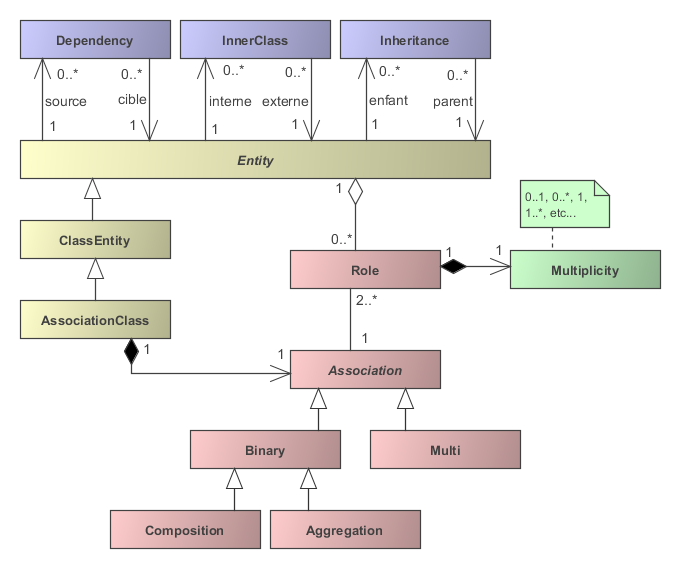 Dependency
InnerClass
Inheritance
0..*
0..*
0..*
0..*
0..*
0..*
source
cible
interne
externe
enfant
parent
1
1
1
1
1
1
Entity
1
0..1, 0..*, 1,
1..*, etc...
ClassEntity
0..*
1
1
Role
Multiplicity
AssociationClass
2..*
1
1
1
Association
Binary
Multi
Composition
Aggregation